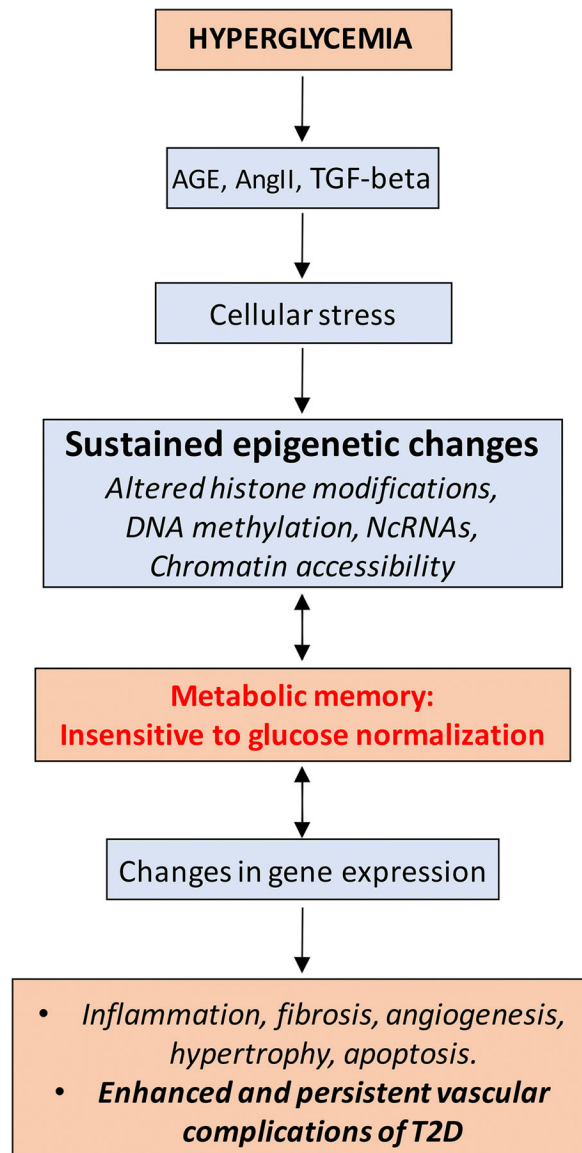 HYPERGLYCEMIA
AGE, AngII, TGF-beta
Cellular stress
Sustained epigenetic changes
Altered histone modifications,
DNA methylation, NcRNAs,
Chromatin accessibility
Metabolic memory:
Insensitive to glucose normalization
Changes in gene expression
• Inflammation, fibrosis, angiogenesis,
hypertrophy, apoptosis.
• Enhanced and persistent vascular
complications of T2D